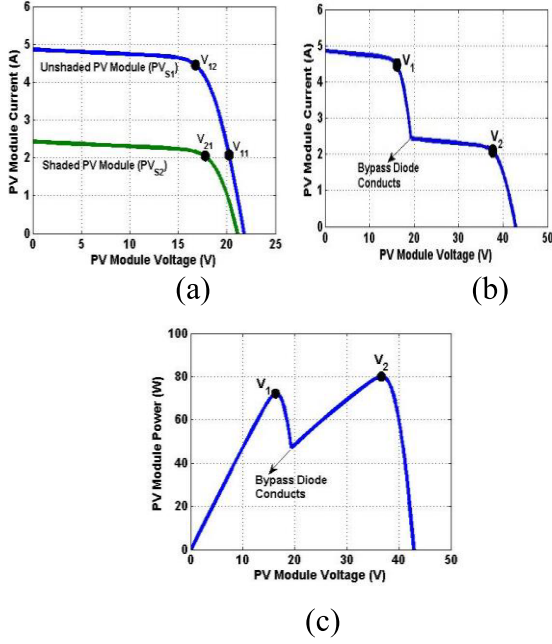 PV Module Current (A)
6
5
4
3
2
1
0
V12
Unshaded PV Module (PVS1)
V21
V11
Shaded PV Module (PVS2)
0 5 10 15 20 25
PV Module Voltage (V)
(a)
PV Module Current (A)
6
5
4
3
2
1
0
V1
V2
Bypass Diode
Conducts
0 10 20 30 40 50
PV Module Voltage (V)
(b)
PV Module Power (W)
100
80
60
40
20
0
V1
V2
Bypass Diode
Conducts
0 10 20 30 40 50
PV Module Voltage (V)
(c)